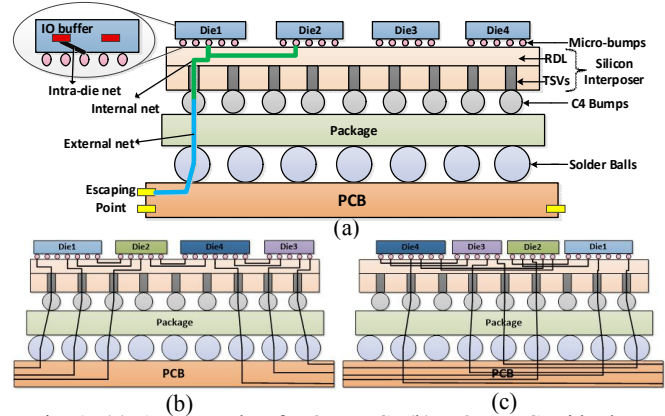 IO buffer
Die1
Die2
Die3
Die4
Micro-bumps
RDL
Silicon
Interposer
TSVs
Intra-die net
Internal net
C4 Bumps
Package
External net
Solder Balls
Escaping
Point
PCB
(a)
(b)
Die1
Die2
Die4
Die3
Package
PCB
(b)
(c)
Die4
Die3
Die2
Die1
Package
PCB
(c)